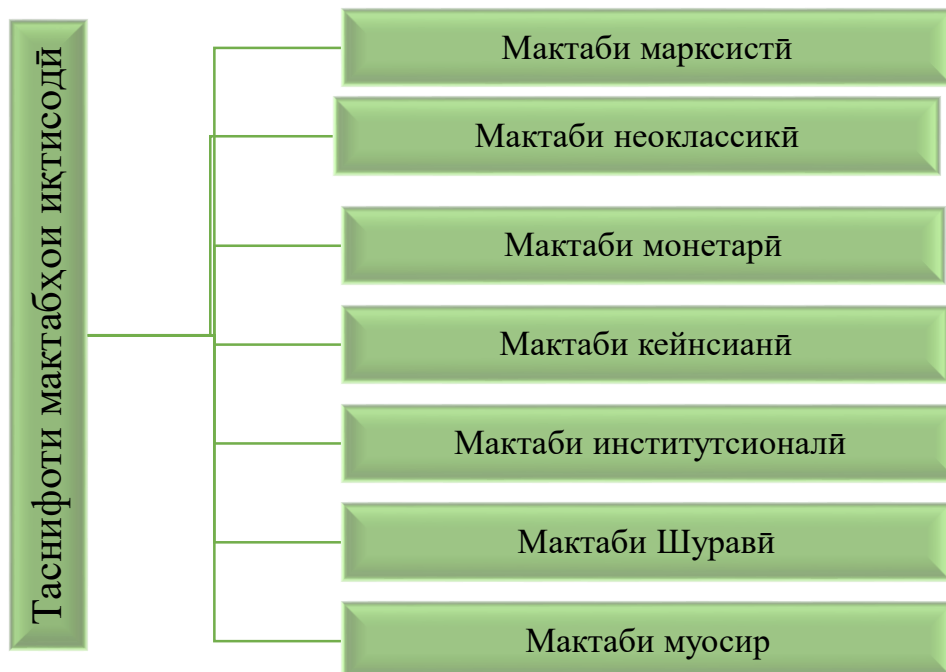 Таснифоти мактабҳои иқтисодӣ
Мактаби марксистӣ
Мактаби неоклассикӣ
Мактаби монетарӣ
Мактаби кейнсианӣ
Мактаби институтсионалӣ
Мактаби Шуравӣ
Мактаби муосир